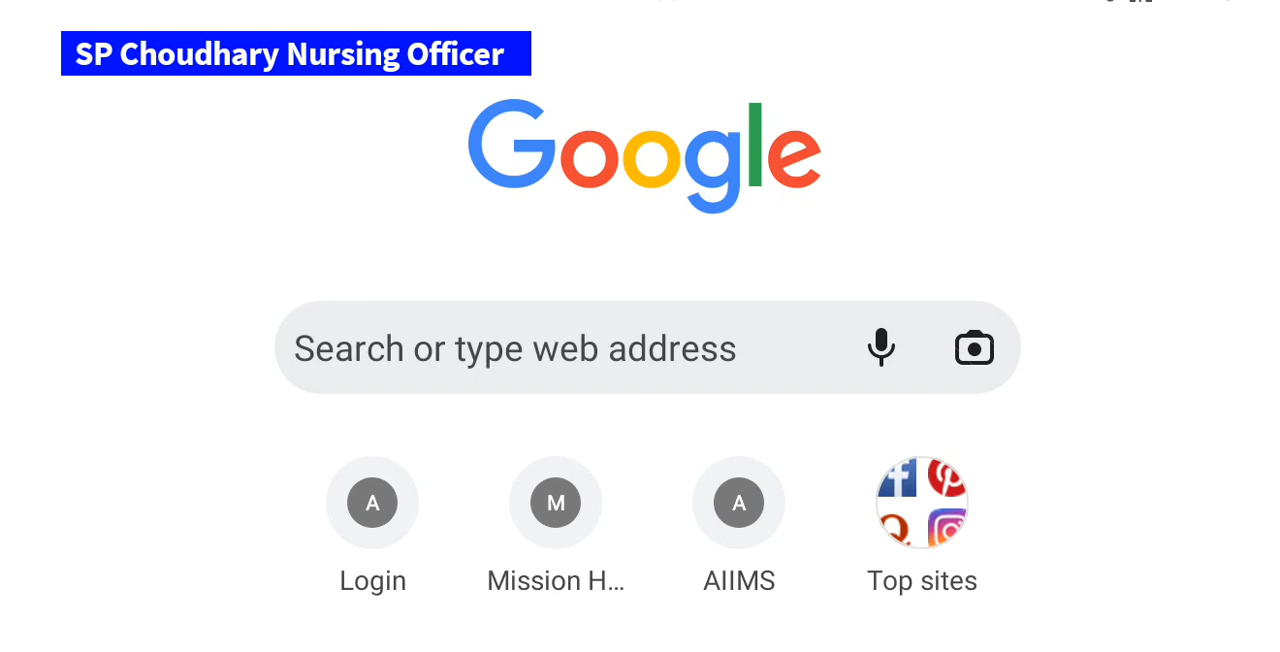 SP Choudhary Nursing Officer
Google
Search or type web address
A
M
A
Login
Mission H...
AIIMS
Top sites